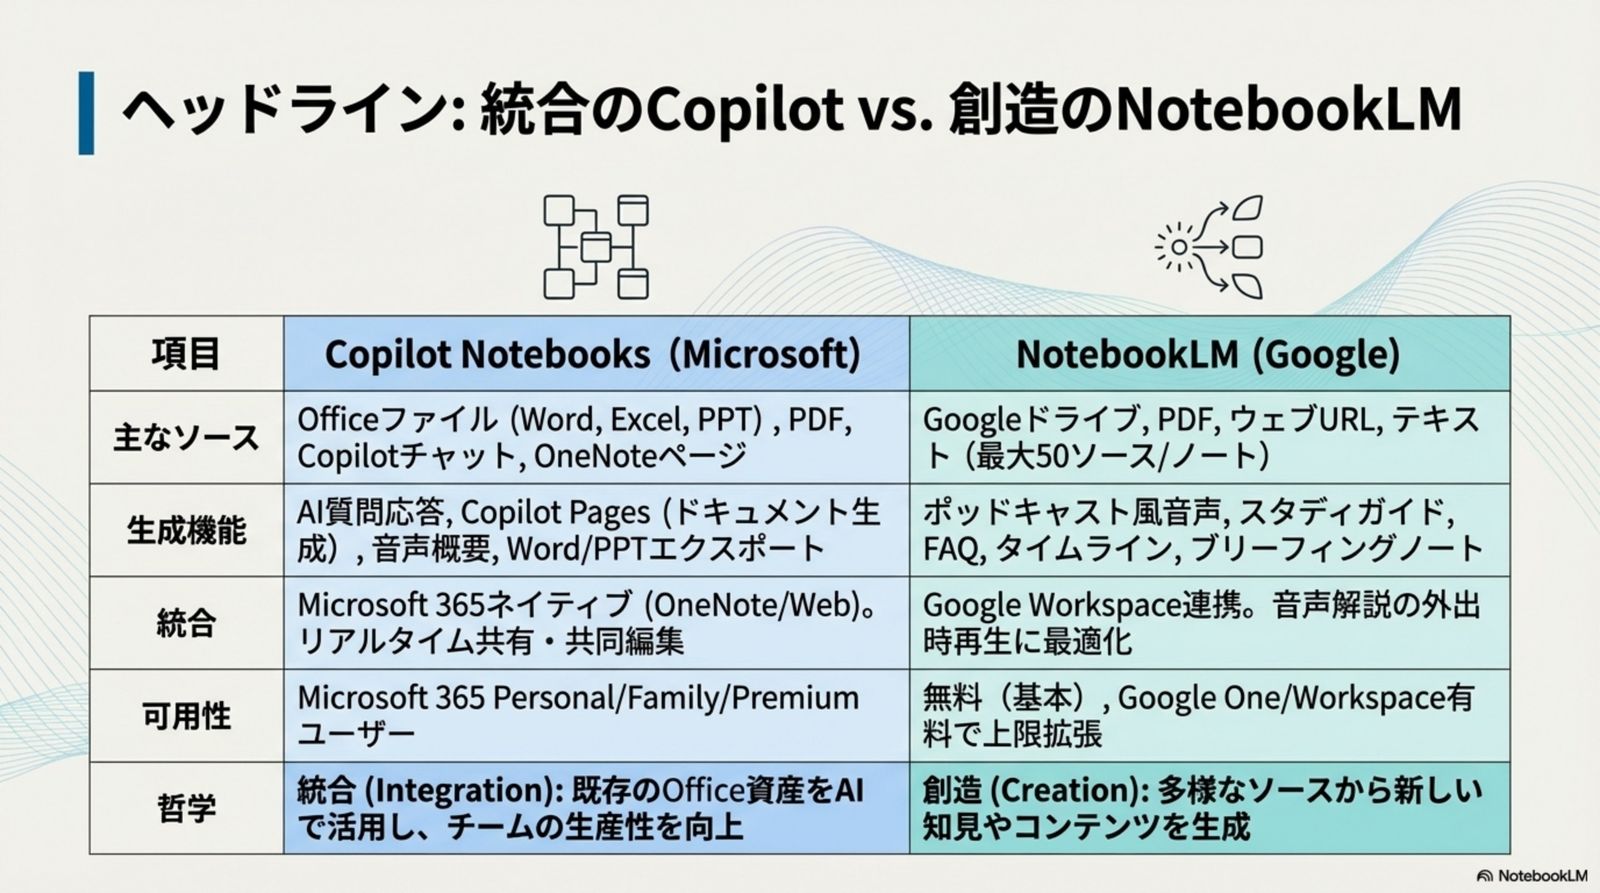 ヘッドライン: 統合のCopilot vs. 創造のNotebookLM
項目
Copilot Notebooks (Microsoft)
NotebookLM (Google)
主なソース
Officeファイル (Word, Excel, PPT) , PDF,
Copilotチャット, OneNoteページ
Googleドライブ, PDF, ウェブURL, テキス
ト（最大50ソース/ノート）
生成機能
AI質問応答, Copilot Pages（ドキュメント生
成）, 音声概要, Word/PPTエクスポート
ポッドキャスト風音声, スタディガイド,
FAQ, タイムライン, ブリーフィングノート
統合
Microsoft 365ネイティブ (OneNote/Web)。
リアルタイム共有・共同編集
Google Workspace連携。音声解説の外出
時再生に最適化
可用性
Microsoft 365 Personal/Family/Premium
ユーザー
無料（基本）, Google One/Workspace有
料で上限拡張
哲学
統合 (Integration): 既存のOffice資産をAI
で活用し、チームの生産性を向上
創造 (Creation): 多様なソースから新しい
知見やコンテンツを生成
NotebookLM